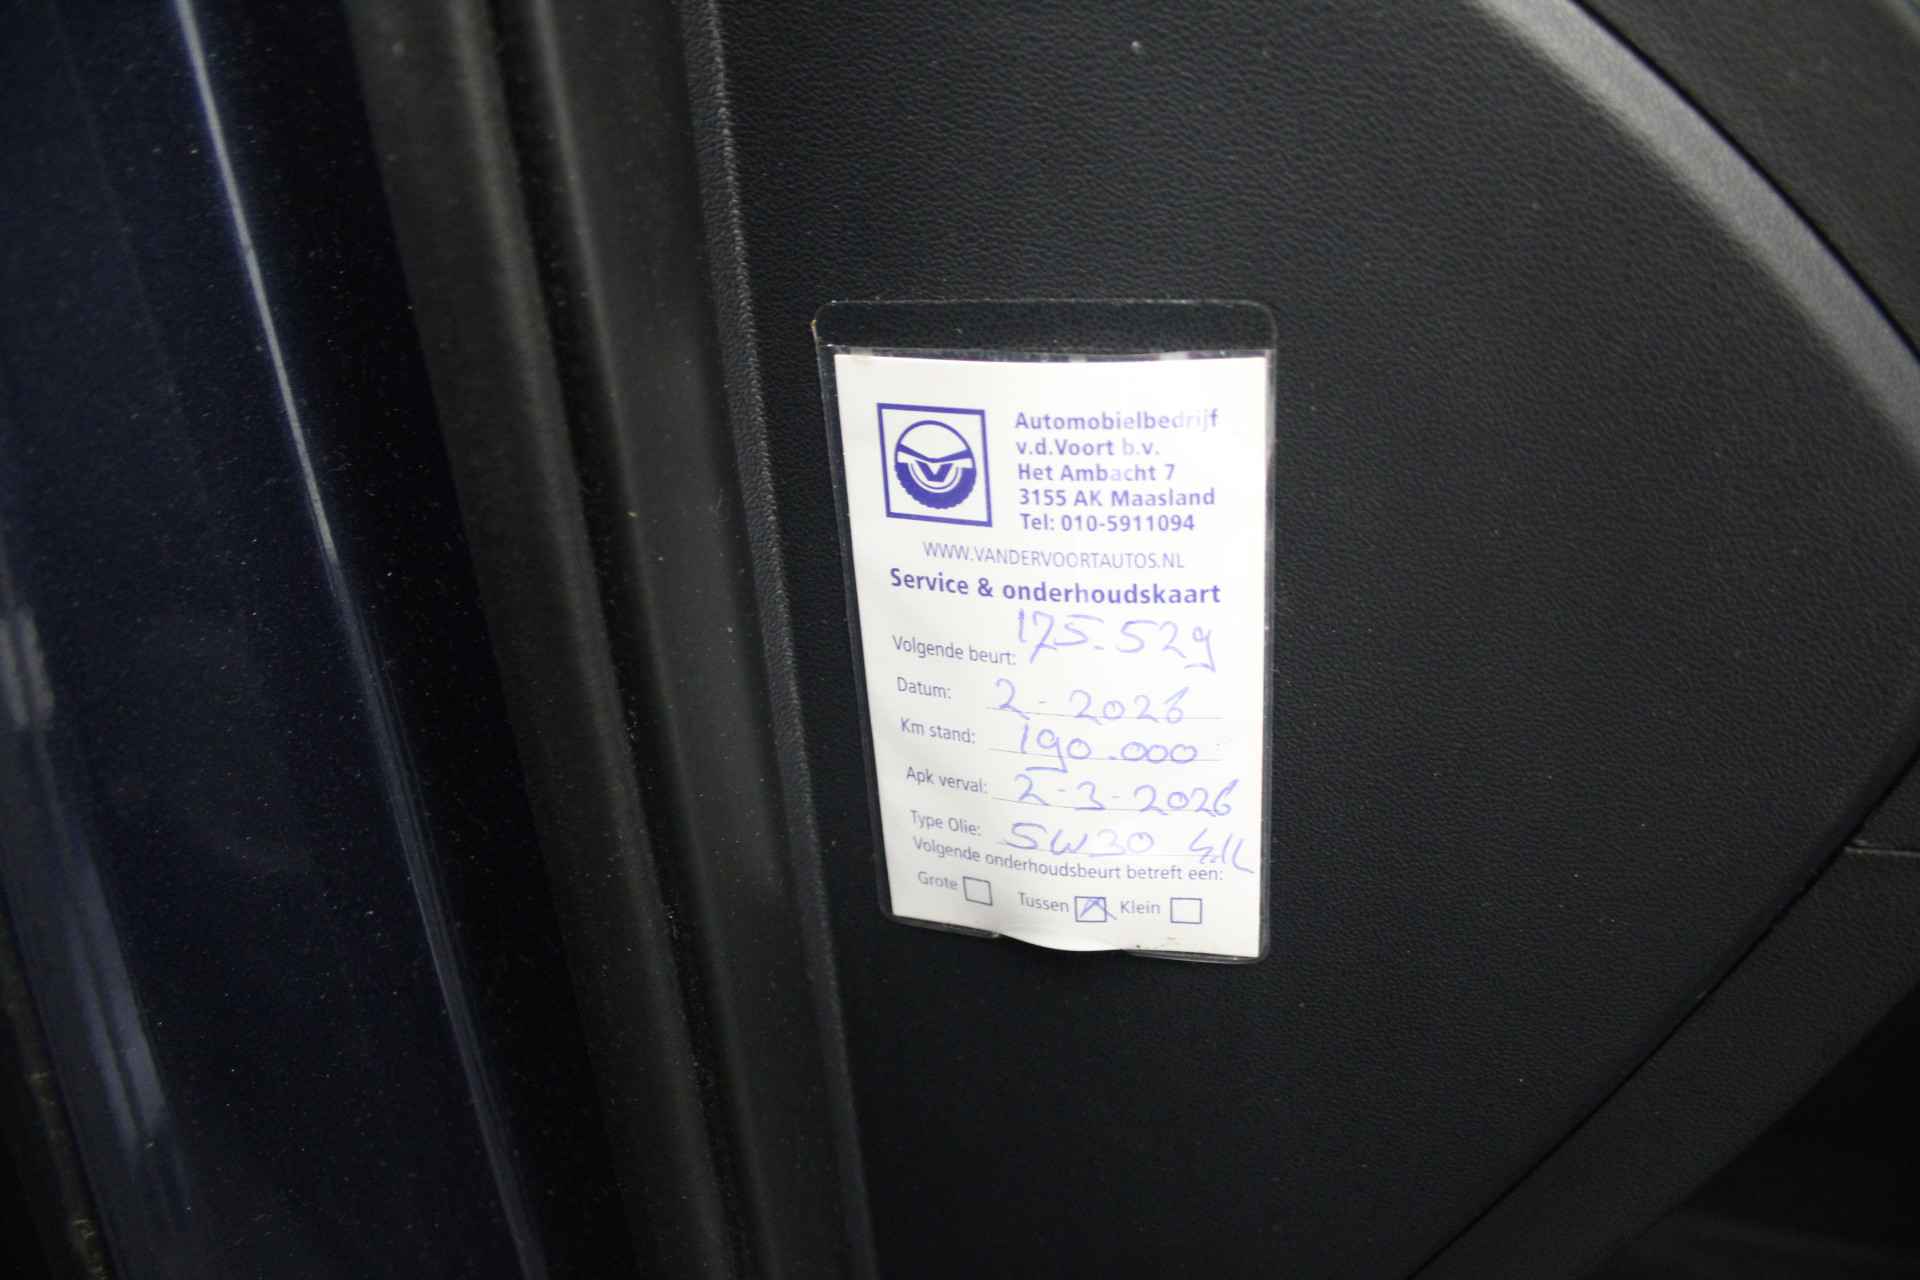 Automobielbedrijf
v.d.Voort b.v.
Het Ambacht 7
3155 AK Maasland
Tel: 010-5911094
WWW.VANDERVOORTAUTOS.NL
Service & onderhoudskaart
Volgende beurt: 175.529
Datum: 2-2026
Km stand: 190.000
Apk verval: 2-3-2026
Type Olie: 5W30
Volgende onderhoudsbeurt betreft een:
Grote Tussen Klein